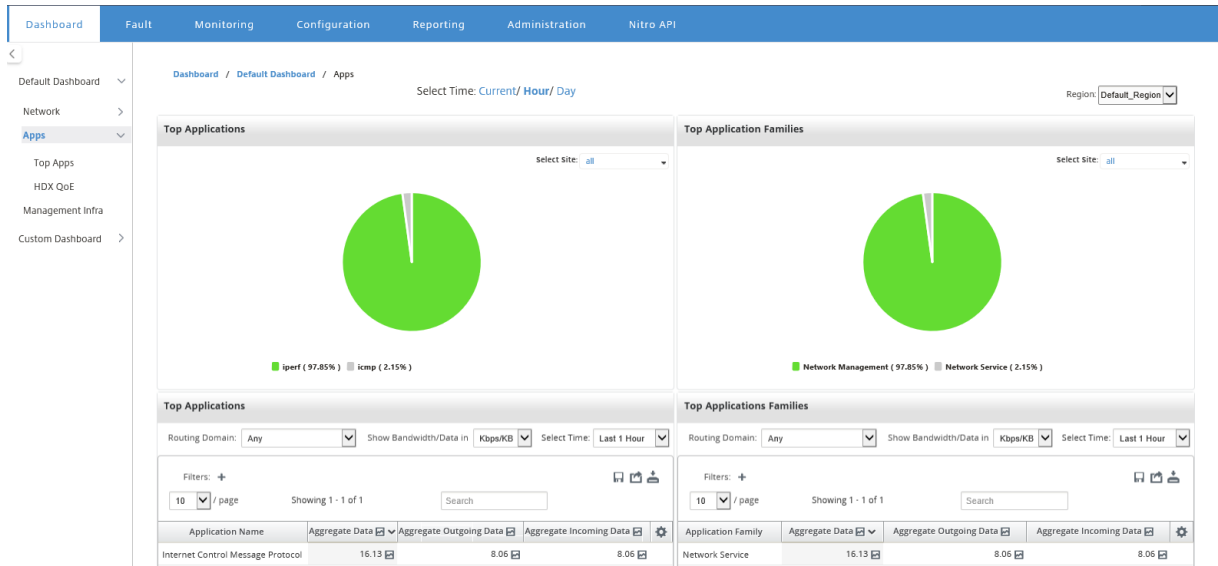 Dashboard Fault Monitoring Configuration Reporting Administration Nitro API
Default Dashboard
Network
Apps
Top Apps
HDX QoE
Management Infra
Custom Dashboard
Dashboard / Default Dashboard / Apps
Select Time: Current/ Hour/ Day
Region: Default_Region
Top Applications
Select Site: all
iperf ( 97.85% ) icmp ( 2.15% )
Top Application Families
Select Site: all
Network Management ( 97.85% ) Network Service ( 2.15% )
Top Applications
Routing Domain: Any Show Bandwidth/Data in Kbps/KB Select Time: Last 1 Hour
Filters: +
10 / page Showing 1 - 1 of 1 Search
Application Name Aggregate Data Aggregate Outgoing Data Aggregate Incoming Data
Internet Control Message Protocol 16.13 8.06 8.06
Top Applications Families
Routing Domain: Any Show Bandwidth/Data in Kbps/KB Select Time: Last 1 Hour
Filters: +
10 / page Showing 1 - 1 of 1 Search
Application Family Aggregate Data Aggregate Outgoing Data Aggregate Incoming Data
Network Service 16.13 8.06 8.06